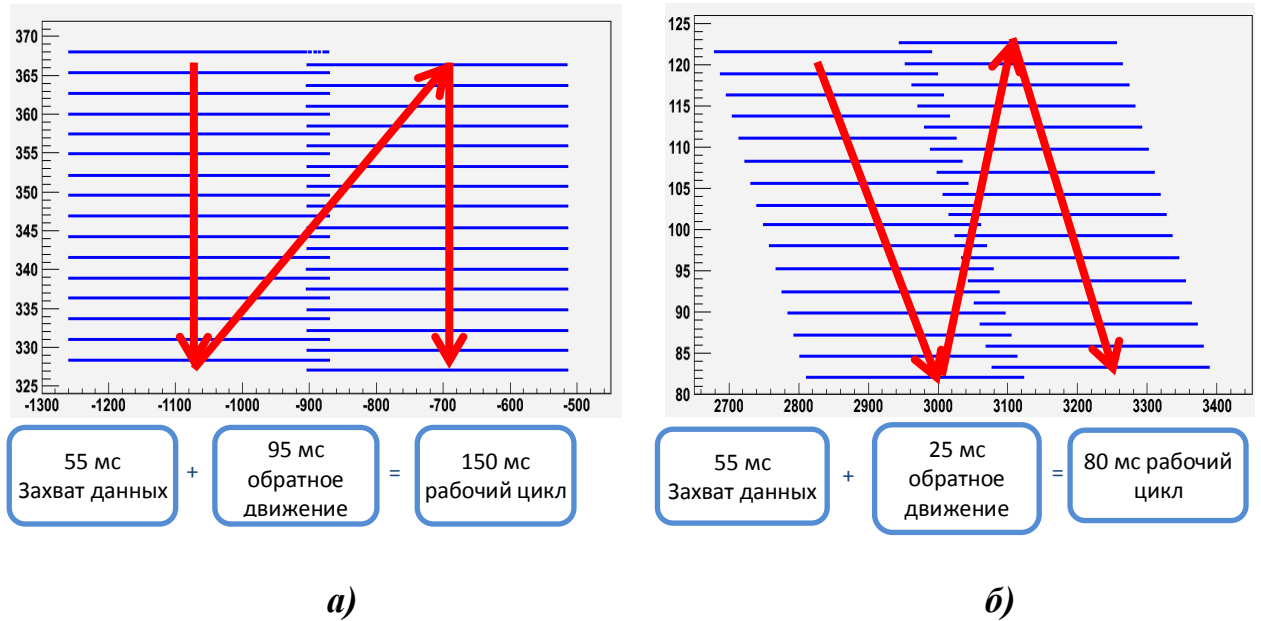 370
365
360
355
350
345
340
335
330
325
-1300 -1200 -1100 -1000 -900 -800 -700 -600 -500
55 мс
Захват данных
+
95 мс
обратное
движение
=
150 мс
рабочий цикл
а)
125
120
115
110
105
100
95
90
85
80
2700 2800 2900 3000 3100 3200 3300 3400
55 мс
Захват данных
+
25 мс
обратное
движение
=
80 мс рабочий
цикл
б)